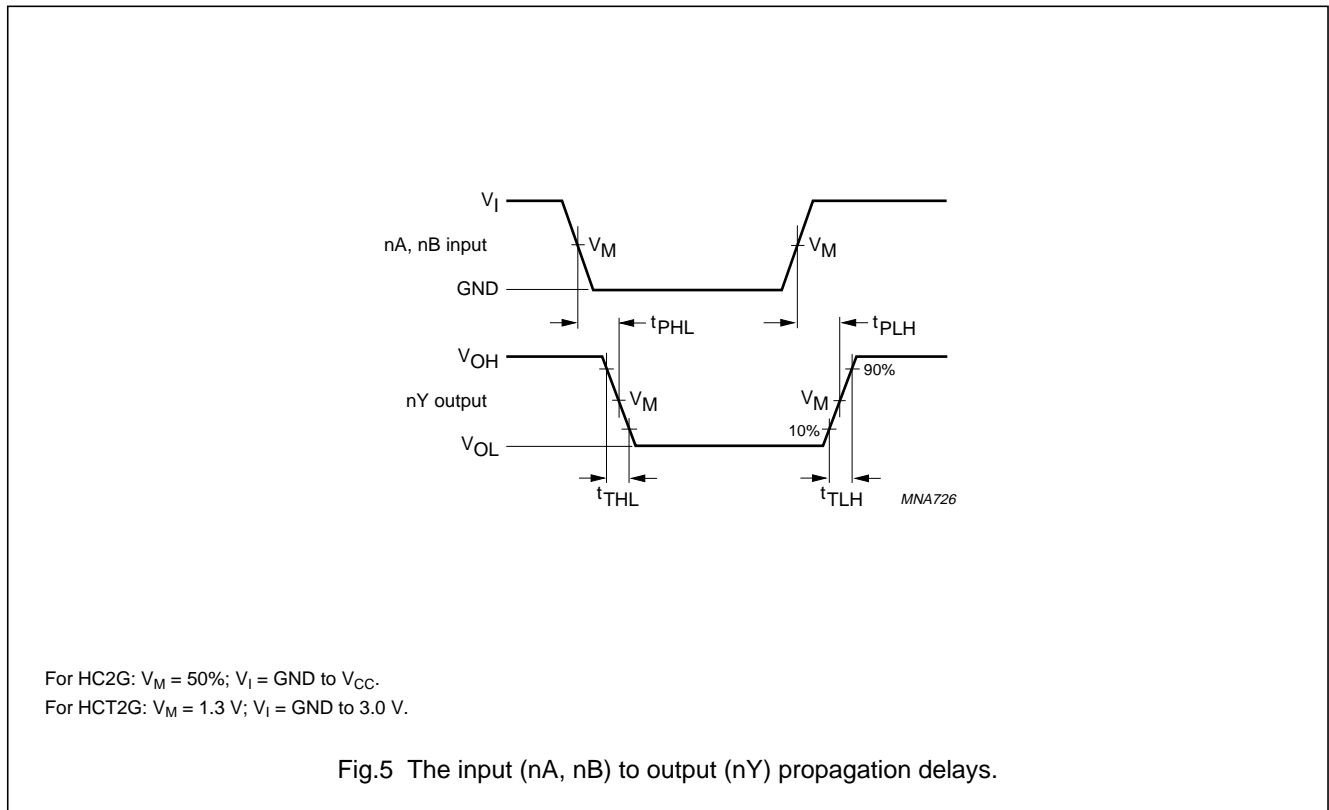 V_I
nA, nB input
V_M
V_M
GND
t_PHL
t_PLH
V_OH
90%
nY output
V_M
V_M
10%
V_OL
t_THL
t_TLH
MNA726
For HC2G: V_M = 50%; V_I = GND to V_CC.
For HCT2G: V_M = 1.3 V; V_I = GND to 3.0 V.
Fig.5 The input (nA, nB) to output (nY) propagation delays.